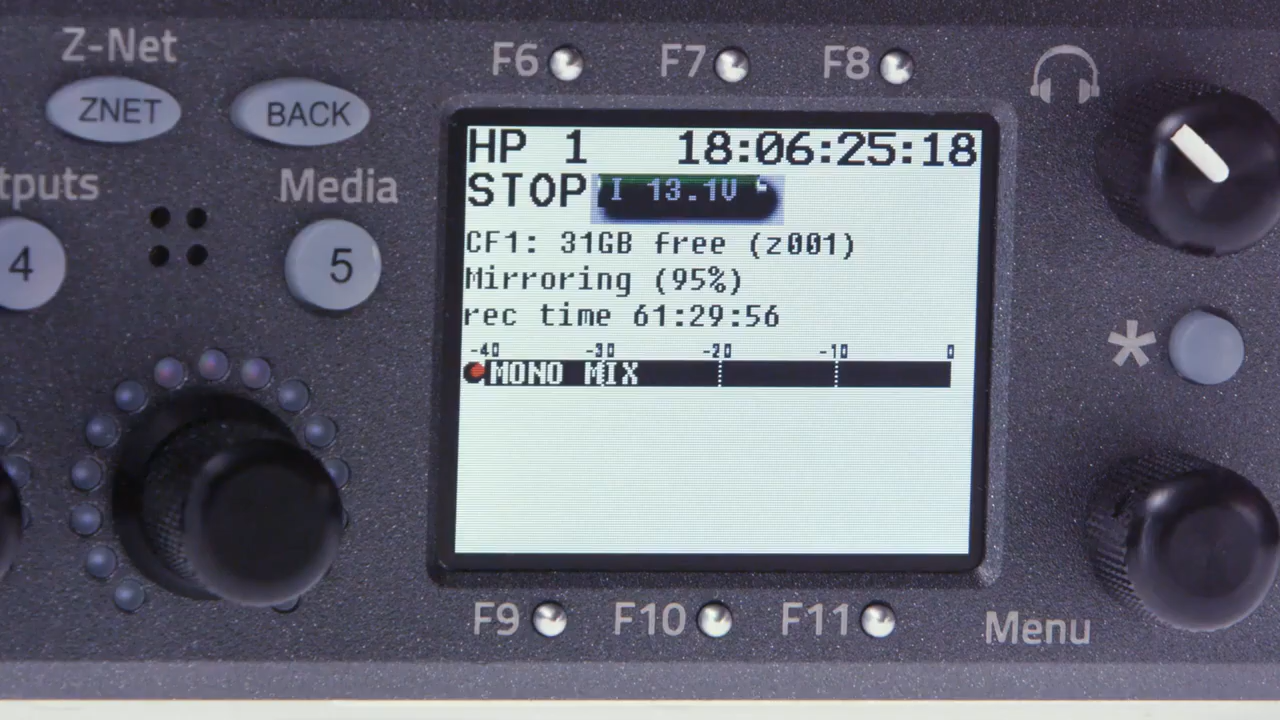 Z-Net
F6
F7
F8
ZNET
BACK
HP 1 18:06:25:18
STOP
I 13.1V
tputs
Media
4
5
CF1: 31GB free (z001)
Mirroring (95%)
rec time 61:29:56
-40 -30 -20 -10 0
MONO MIX
*
F9
F10
F11
Menu